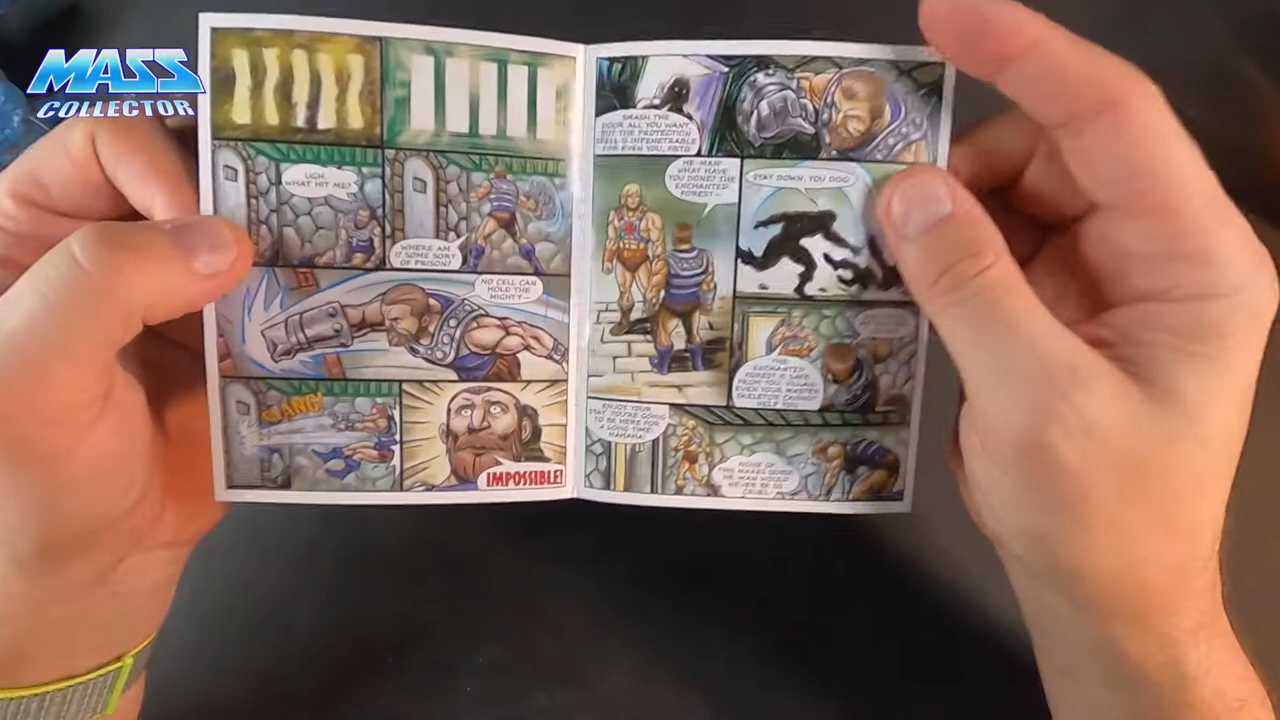 MASS
COLLECTOR
UGH,
WHAT HIT ME?
WHERE AM
I? SOME SORT
OF PRISON?
NO CELL CAN
HOLD THE
MIGHTY—
CLANG!
IMPOSSIBLE!
SMASH THE
DOOR ALL YOU WANT,
BUT THE PROTECTION
SPELL IS IMPENETRABLE
FOR EVEN YOU, FISTO.
HE-MAN!
WHAT HAVE
YOU DONE? THE
ENCHANTED
FOREST—
STAY DOWN, YOU DOG!
THE
ENCHANTED
FOREST IS SAFE
FROM YOU, VILLAIN.
EVEN YOUR MASTER
SKELETOR CANNOT
HELP YOU.
ENJOY YOUR
STAY. YOU'RE GOING
TO BE HERE FOR
A LONG TIME!
HAHAHA!
NONE OF
THIS MAKES SENSE.
HE-MAN WOULD
NEVER BE SO
CRUEL.